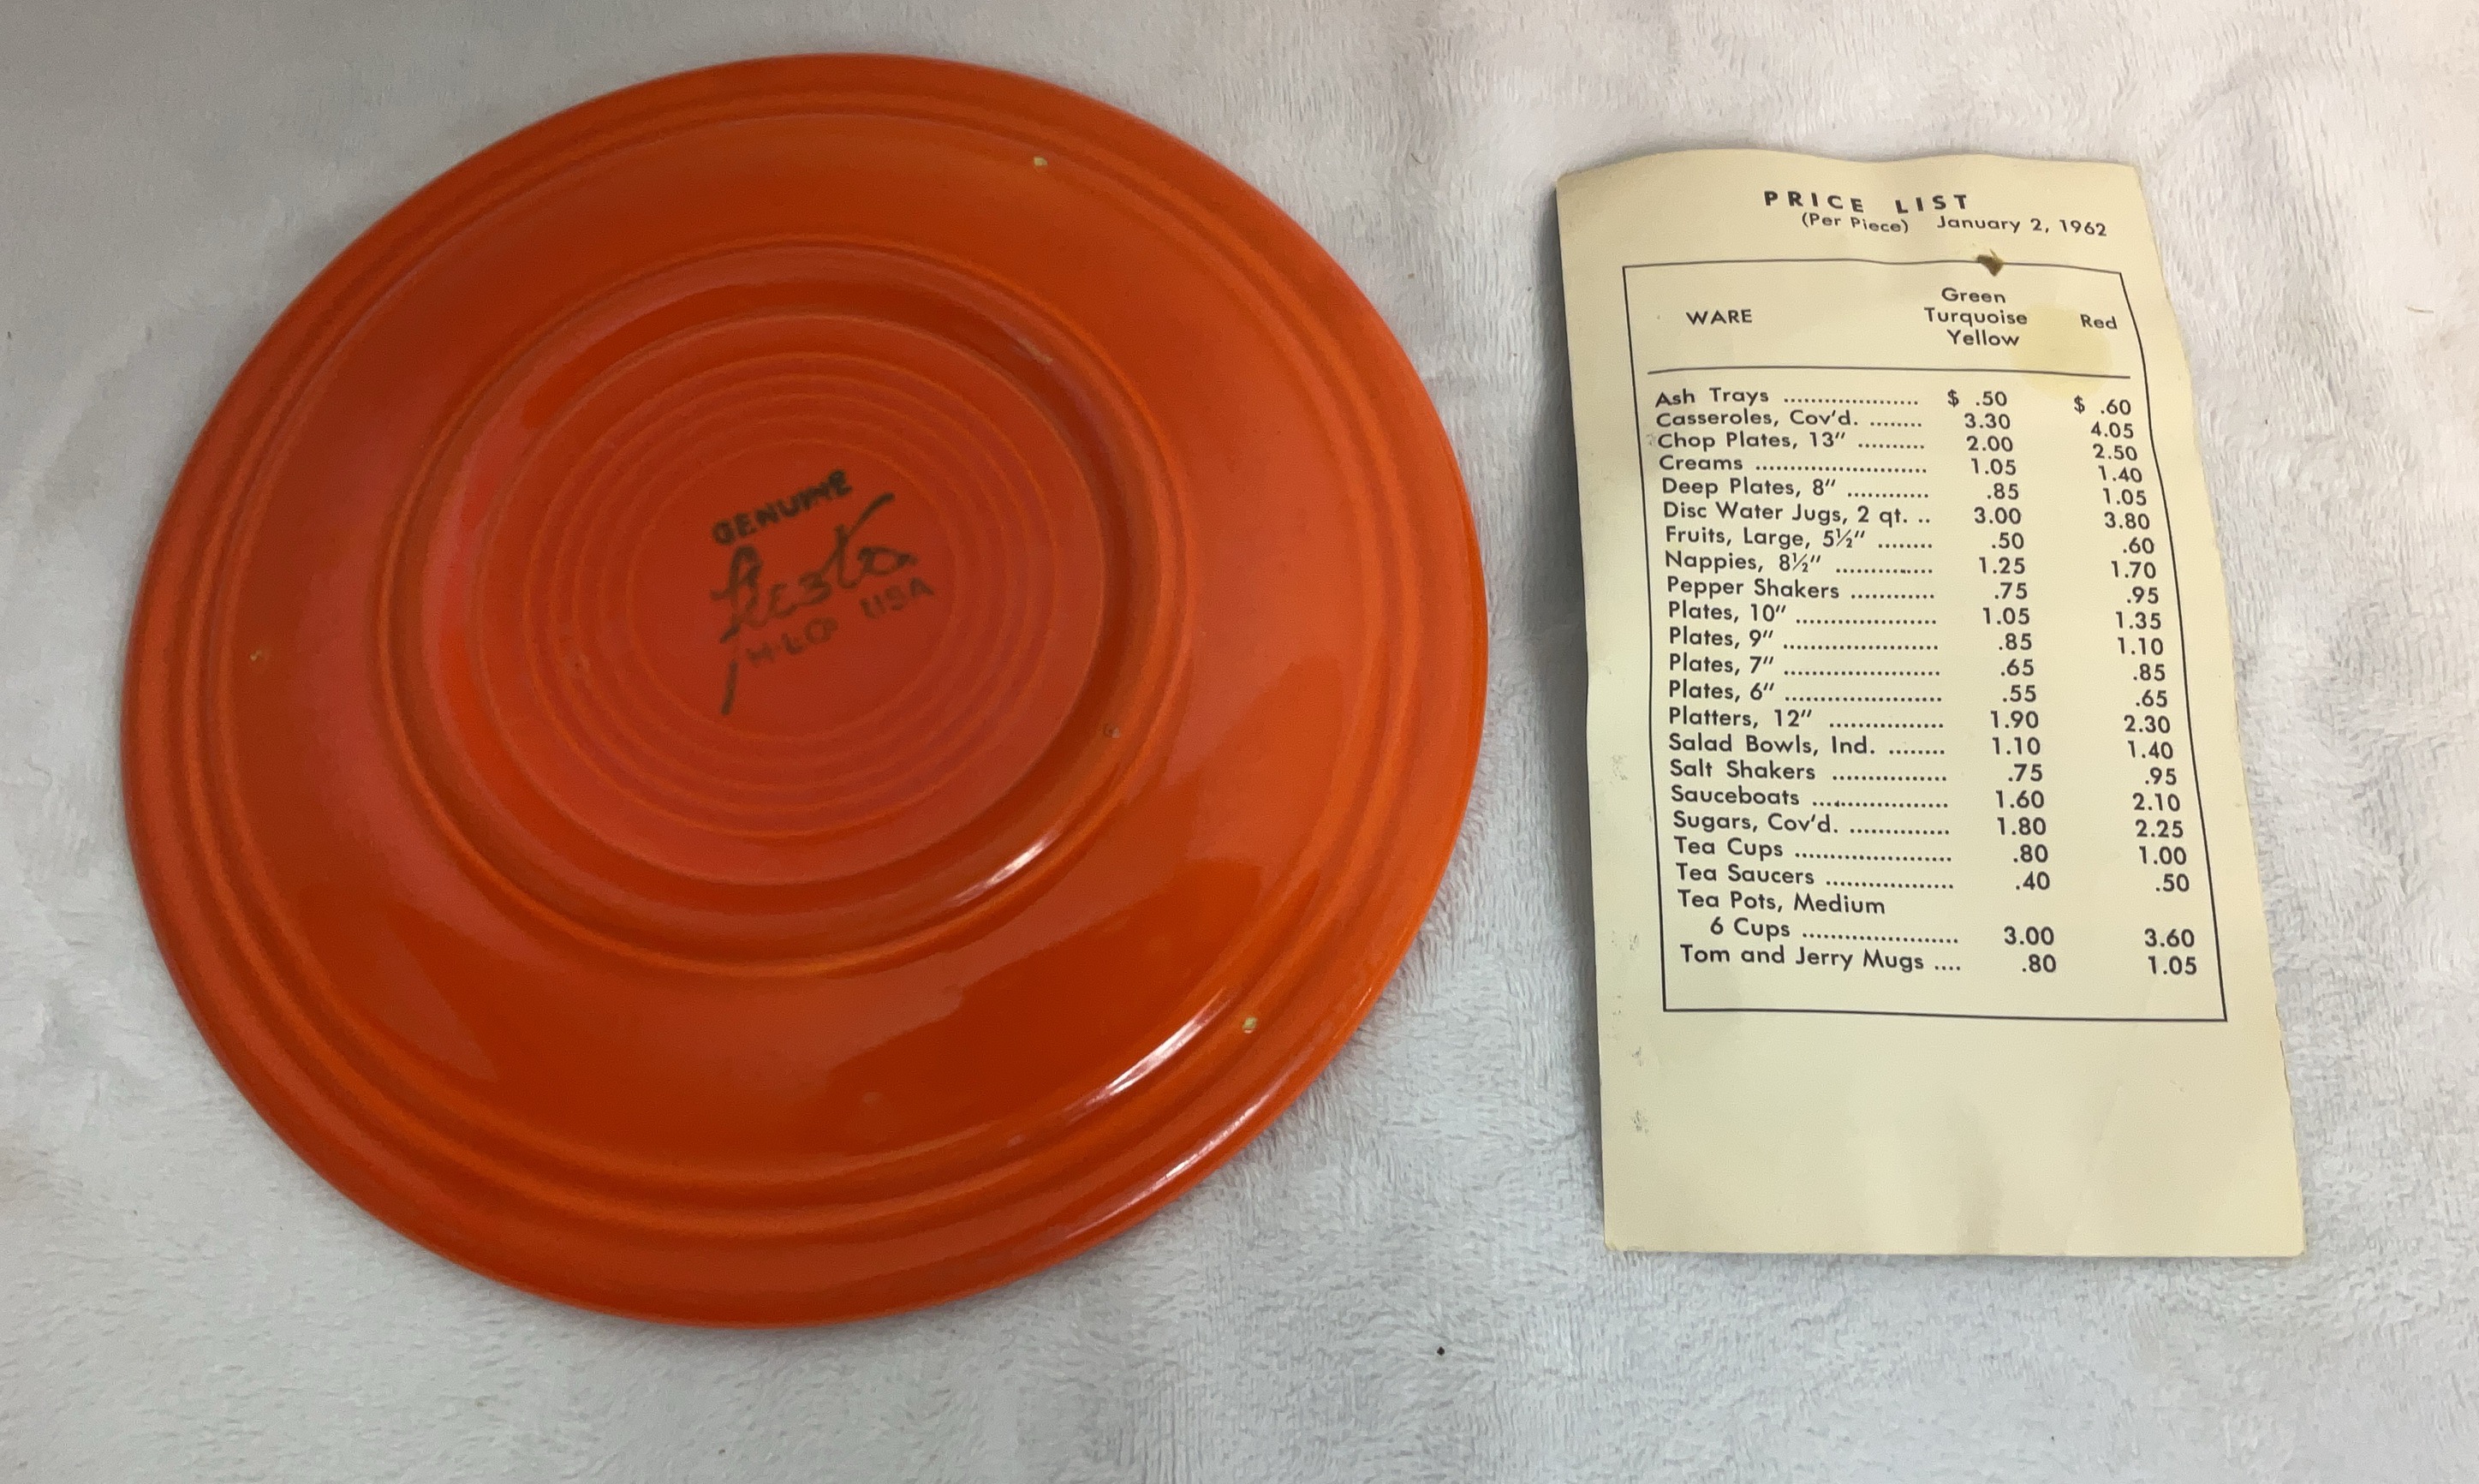 GENUINE
fiesta
H.L.Co USA
PRICE LIST
(Per Piece) January 2, 1962
WARE Green Turquoise Yellow Red
Ash Trays .................... $ .50 $ .60
Casseroles, Cov'd. ........ 3.30 4.05
Chop Plates, 13" .......... 2.00 2.50
Creams ......................... 1.05 1.40
Deep Plates, 8" ............ .85 1.05
Disc Water Jugs, 2 qt. .. 3.00 3.80
Fruits, Large, 5½" ........ .50 .60
Nappies, 8½" .............. 1.25 1.70
Pepper Shakers ............ .75 .95
Plates, 10" .................... 1.05 1.35
Plates, 9" ...................... .85 1.10
Plates, 7" ...................... .65 .85
Plates, 6" ...................... .55 .65
Platters, 12" ................ 1.90 2.30
Salad Bowls, Ind. ........ 1.10 1.40
Salt Shakers ................ .75 .95
Sauceboats ................... 1.60 2.10
Sugars, Cov'd. .............. 1.80 2.25
Tea Cups ...................... .80 1.00
Tea Saucers .................. .40 .50
Tea Pots, Medium
6 Cups ....................... 3.00 3.60
Tom and Jerry Mugs .... .80 1.05